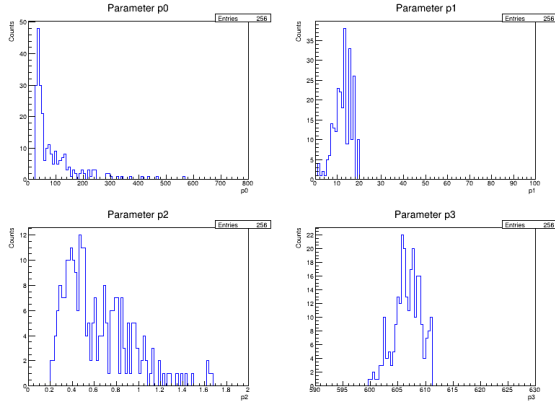 Parameter p0
Entries 256
Counts
50
40
30
20
10
0
0 100 200 300 400 500 600 700 800
p0
Parameter p1
Entries 256
Counts
35
30
25
20
15
10
5
0
0 10 20 30 40 50 60 70 80 90 100
p1
Parameter p2
Entries 256
Counts
12
10
8
6
4
2
0
0 0.2 0.4 0.6 0.8 1 1.2 1.4 1.6 1.8 2
p2
Parameter p3
Entries 256
Counts
22
20
18
16
14
12
10
8
6
4
2
0
590 595 600 605 610 615 620 625 630
p3